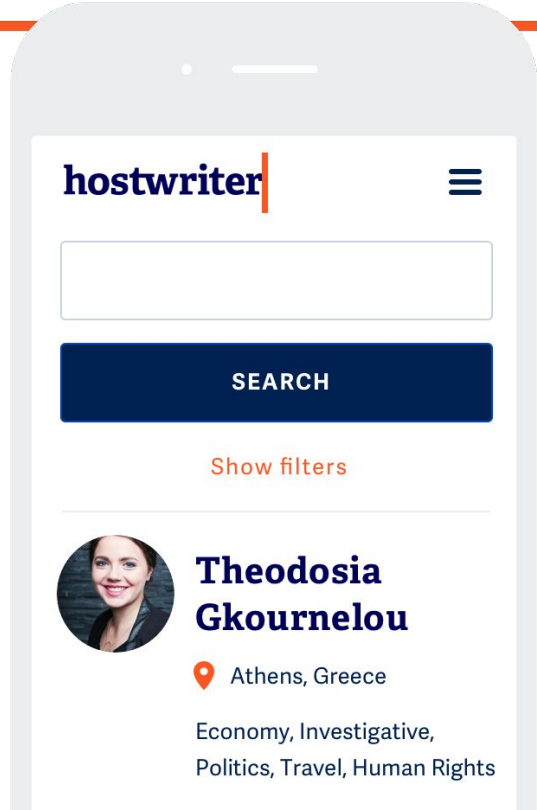 hostwriter
SEARCH
Show filters
Theodosia
Gkournelou
Athens, Greece
Economy, Investigative,
Politics, Travel, Human Rights